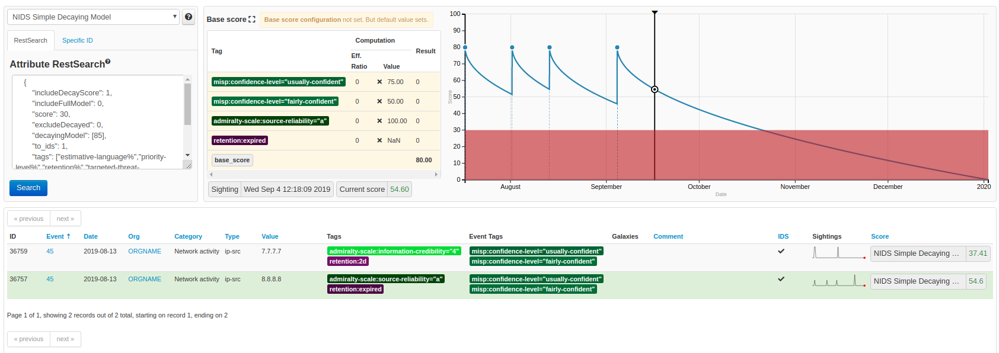 NIDS Simple Decaying Model
RestSearch Specific ID
Attribute RestSearch
{
"includeDecayScore": 1,
"includeFullModel": 0,
"score": 30,
"excludeDecayed": 0,
"decayingModel": [85],
"to_ids": 1,
"tags": ["estimative-language%","priority-
level%","retention%","targeted-threat-
Search
Base score Base score configuration not set. But default value sets.
Tag Computation Result
Eff. Ratio Value
misp:confidence-level="usually-confident" 0 × 75.00 0
misp:confidence-level="fairly-confident" 0 × 50.00 0
admiralty-scale:source-reliability="a" 0 × 100.00 0
retention:expired 0 × NaN 0
base_score 80.00
Sighting Wed Sep 4 12:18:09 2019 Current score 54.60
100
90
80
70
60
50
40
30
20
10
0
Score
August September October November December 2020
Date
« previous next »
ID Event ↑ Date Org Category Type Value Tags Event Tags Galaxies Comment IDS Sightings Score
36759 45 2019-08-13 ORGNAME Network activity ip-src 7.7.7.7 admiralty-scale:information-credibility="4" misp:confidence-level="usually-confident" NIDS Simple Decaying ... 37.41
retention:2d misp:confidence-level="fairly-confident"
36757 45 2019-08-13 ORGNAME Network activity ip-src 8.8.8.8 admiralty-scale:source-reliability="a" misp:confidence-level="usually-confident" NIDS Simple Decaying ... 54.6
retention:expired misp:confidence-level="fairly-confident"
Page 1 of 1, showing 2 records out of 2 total, starting on record 1, ending on 2
« previous next »